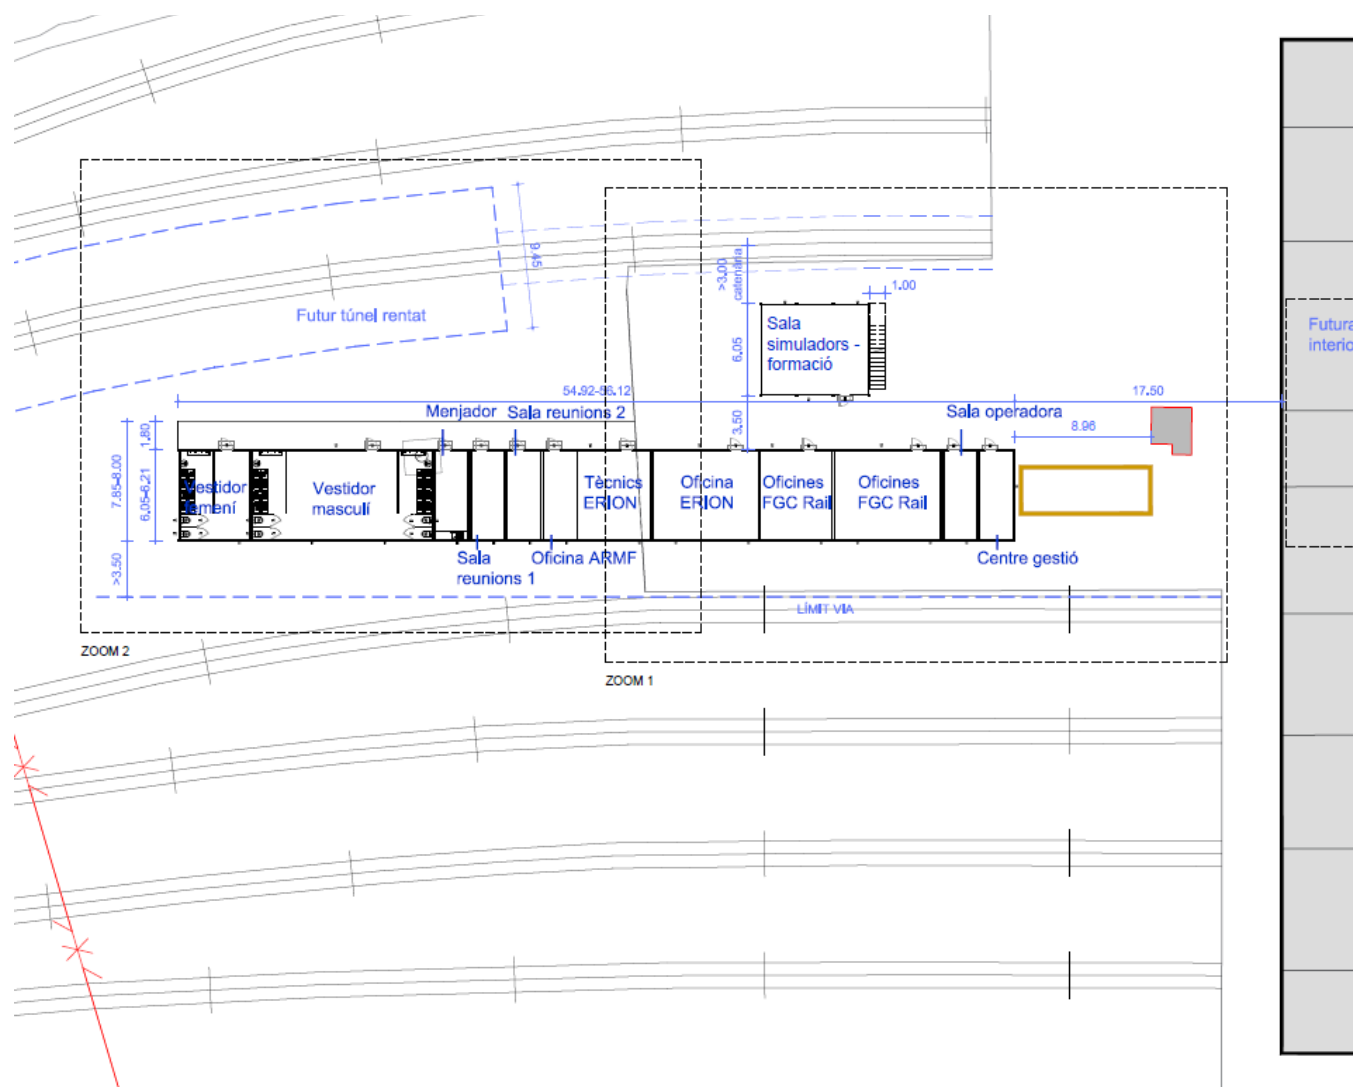 9.45
>3.00
catenària
1.00
Futur túnel rentat
Sala
simuladors -
formació
6.05
Futura
interio
54.92-56.12
17.50
Menjador
Sala reunions 2
Sala operadora
3.50
8.96
1.80
7.85-8.00
6.05-6.21
Vestidor
femení
Vestidor
masculí
Tècnics
ERION
Oficina
ERION
Oficines
FGC Rail
Oficines
FGC Rail
>3.50
Sala
reunions 1
Oficina ARMF
Centre gestió
LÍMIT VIA
ZOOM 2
ZOOM 1